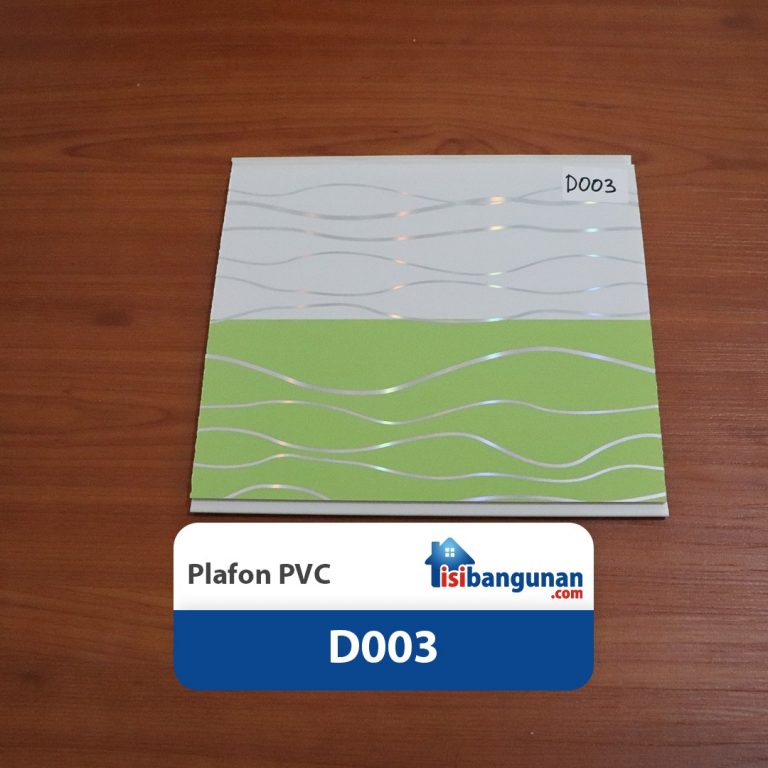 D003
Plafon PVC
isibangunan
.com
D003